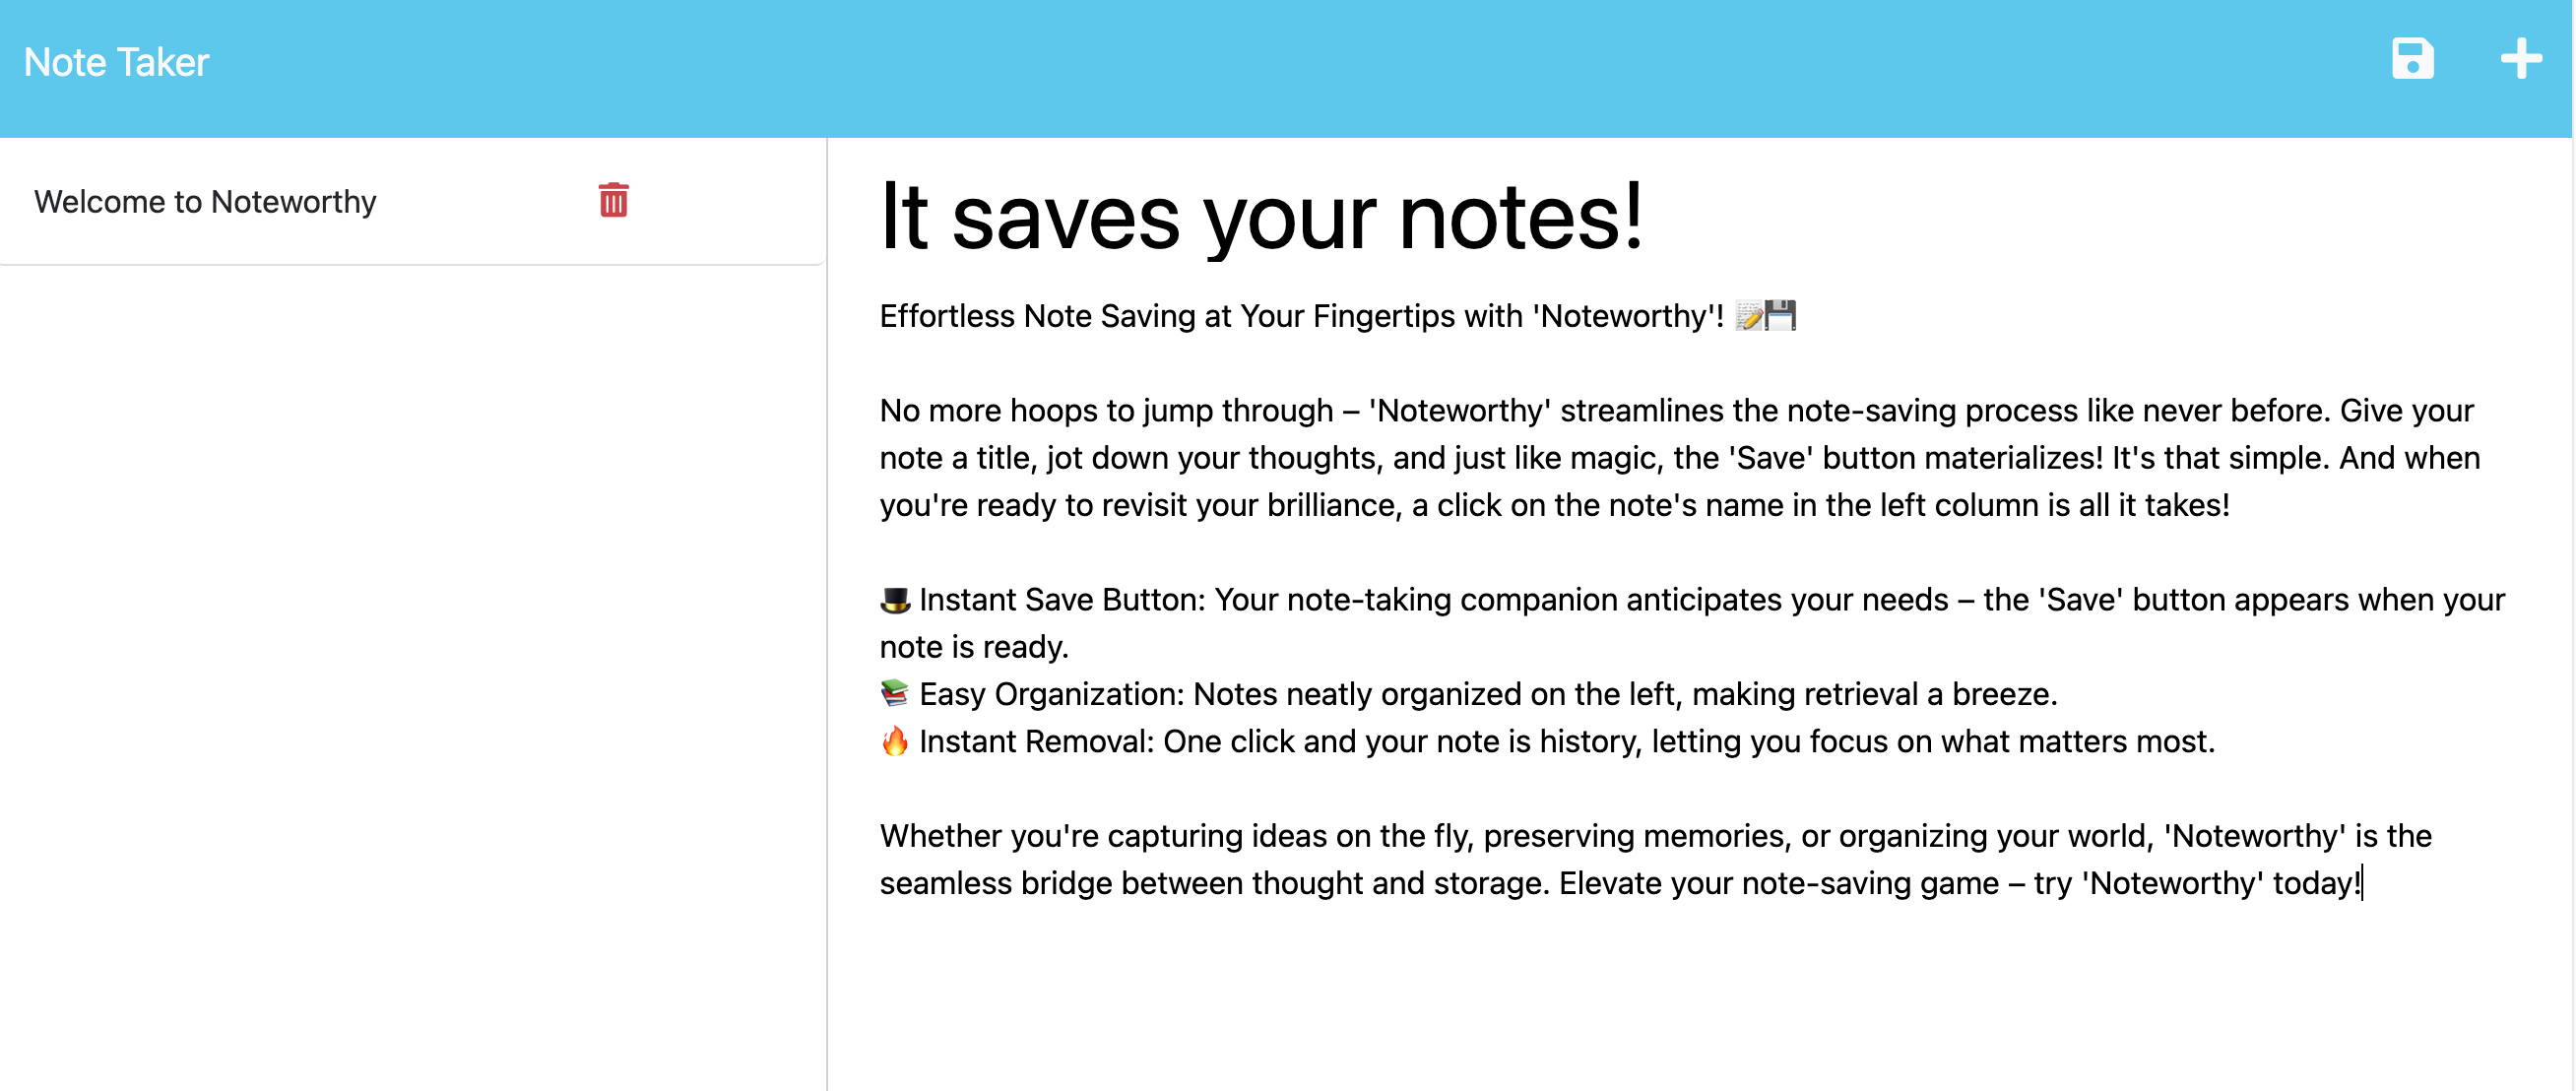 Note Taker
Welcome to Noteworthy
It saves your notes!
Effortless Note Saving at Your Fingertips with 'Noteworthy'! 📝💾
No more hoops to jump through – 'Noteworthy' streamlines the note-saving process like never before. Give your
note a title, jot down your thoughts, and just like magic, the 'Save' button materializes! It's that simple. And when
you're ready to revisit your brilliance, a click on the note's name in the left column is all it takes!
🎩 Instant Save Button: Your note-taking companion anticipates your needs – the 'Save' button appears when your
note is ready.
📚 Easy Organization: Notes neatly organized on the left, making retrieval a breeze.
🔥 Instant Removal: One click and your note is history, letting you focus on what matters most.
Whether you're capturing ideas on the fly, preserving memories, or organizing your world, 'Noteworthy' is the
seamless bridge between thought and storage. Elevate your note-saving game – try 'Noteworthy' today!